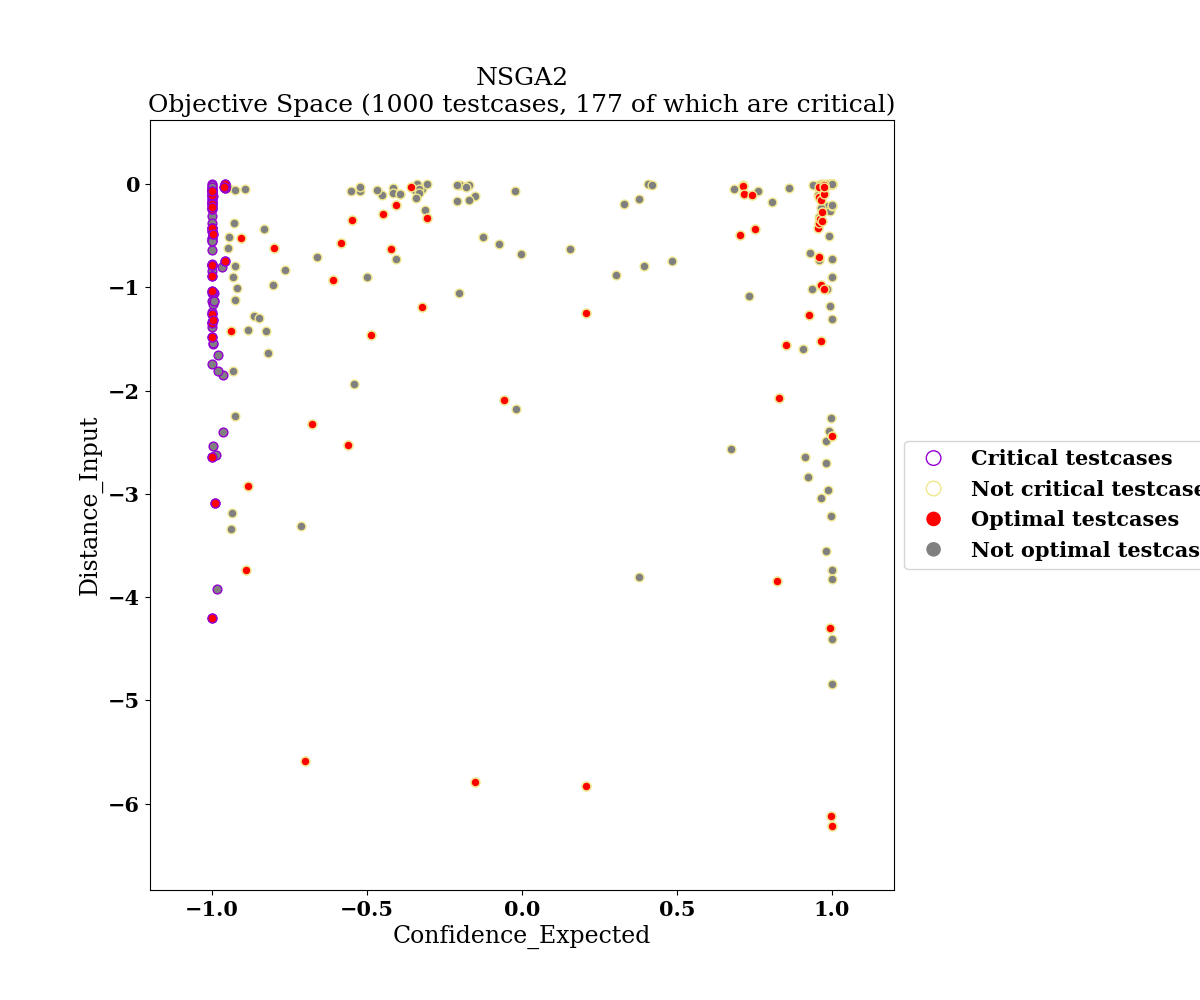 NSGA2
Objective Space (1000 testcases, 177 of which are critical)
0
−1
−2
−3
−4
−5
−6
Distance_Input
−1.0
−0.5
0.0
0.5
1.0
Confidence_Expected
Critical testcases
Not critical testcase
Optimal testcases
Not optimal testcas